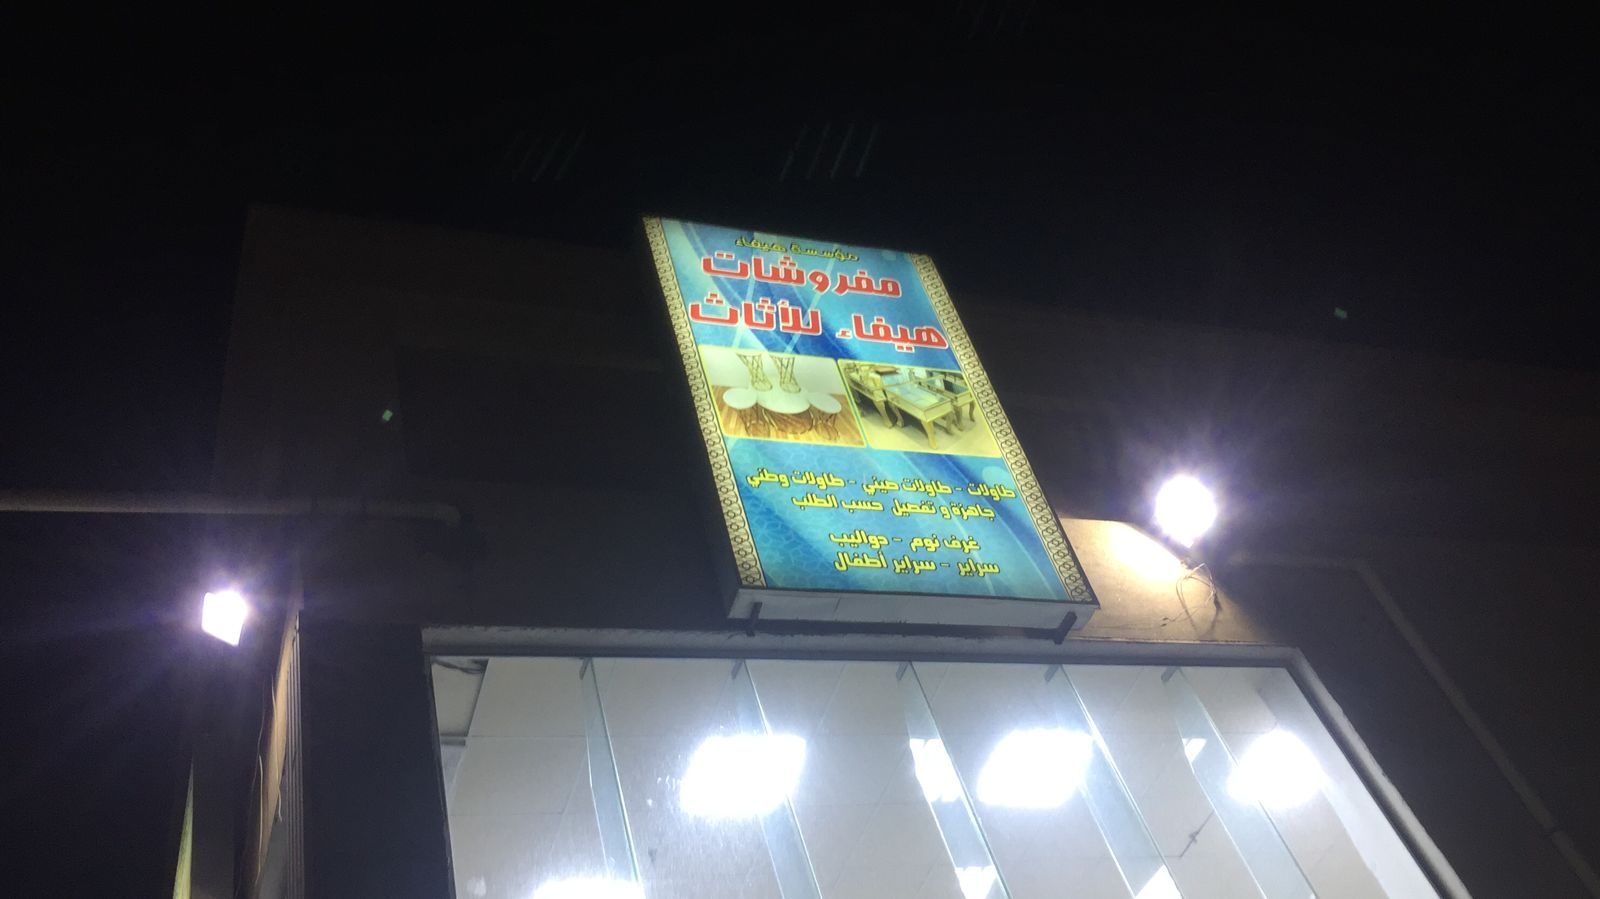 مؤسسة هيفاء
مفروشات
هيفاء للأثاث
طاولات - طاولات صيني - طاولات وطني
جاهزة و تفصيل حسب الطلب
غرف نوم - دواليب
سراير - سراير أطفال